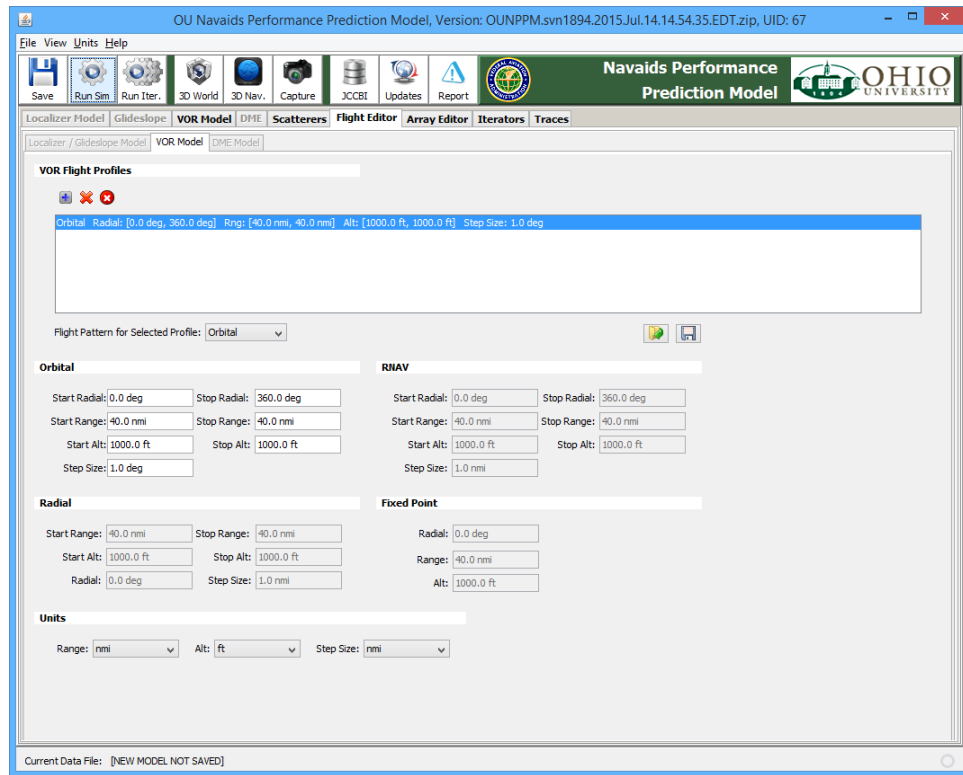 OU Navaids Performance Prediction Model, Version: OUNPPM.svn1894.2015.Jul.14.14.54.35.EDT.zip, UID: 67
File View Units Help
Save Run Sim Run Iter. 3D World 3D Nav. Capture JCCBI Updates Report
Navaids Performance
Prediction Model
OHIO
UNIVERSITY
1804
Localizer Model Glideslope VOR Model DME Scatterers Flight Editor Array Editor Iterators Traces
Localizer / Glideslope Model VOR Model DME Model
VOR Flight Profiles
Orbital Radial: [0.0 deg, 360.0 deg] Rng: [40.0 nmi, 40.0 nmi] Alt: [1000.0 ft, 1000.0 ft] Step Size: 1.0 deg
Flight Pattern for Selected Profile: Orbital
Orbital
Start Radial: 0.0 deg Stop Radial: 360.0 deg
Start Range: 40.0 nmi Stop Range: 40.0 nmi
Start Alt: 1000.0 ft Stop Alt: 1000.0 ft
Step Size: 1.0 deg
RNAV
Start Radial: 0.0 deg Stop Radial: 360.0 deg
Start Range: 40.0 nmi Stop Range: 40.0 nmi
Start Alt: 1000.0 ft Stop Alt: 1000.0 ft
Step Size: 1.0 nmi
Radial
Start Range: 40.0 nmi Stop Range: 40.0 nmi
Start Alt: 1000.0 ft Stop Alt: 1000.0 ft
Radial: 0.0 deg Step Size: 1.0 nmi
Fixed Point
Radial: 0.0 deg
Range: 40.0 nmi
Alt: 1000.0 ft
Units
Range: nmi Alt: ft Step Size: nmi
Current Data File: [NEW MODEL NOT SAVED]